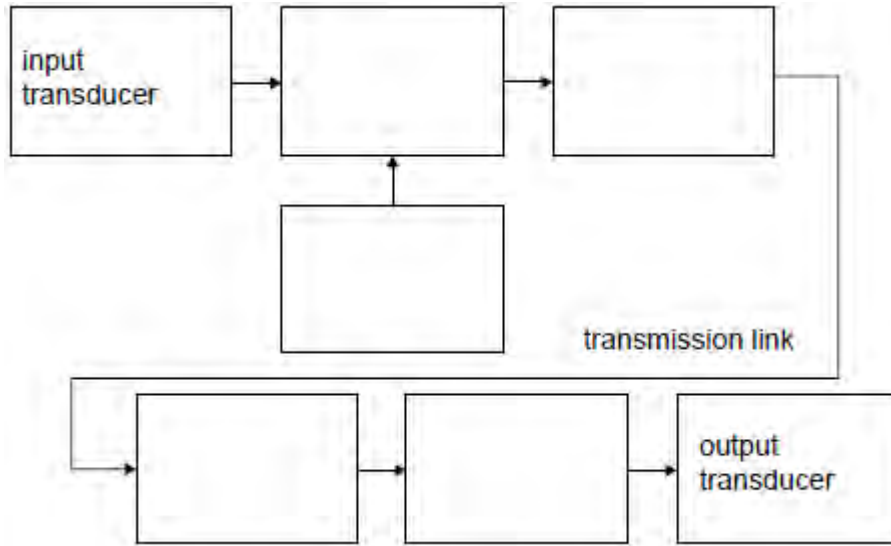 input
transducer
transmission link
output
transducer